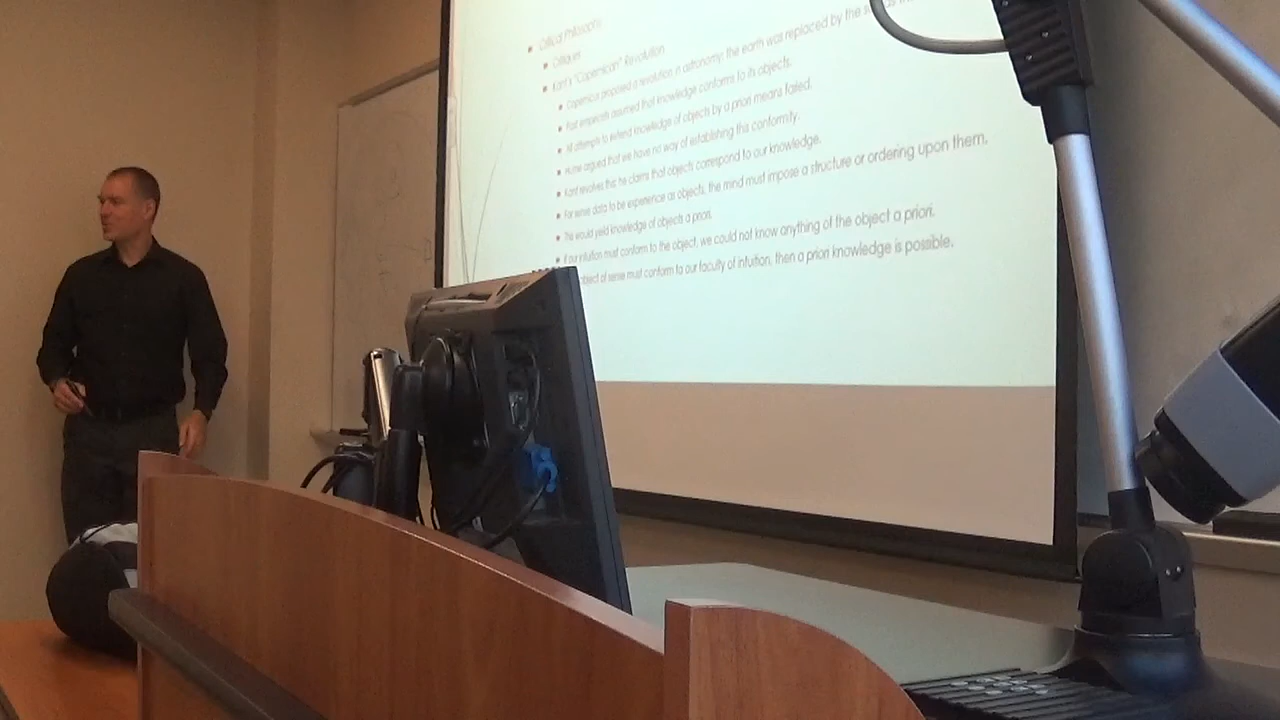 Critical Philosophy
Critiques
Kant's "Copernican" Revolution
Copernicus proposed a revolution in astronomy: the earth was replaced by the
Past empiricists assumed that knowledge conforms to its objects.
All attempts to extend knowledge of objects by a priori means failed.
Hume argued that we have no way of establishing this conformity.
Kant revolves this: he claims that objects correspond to our knowledge.
For sense data to be experience as objects, the mind must impose a structure or ordering upon them.
This would yield knowledge of objects a priori.
If our intuition must conform to the object, we could not know anything of the object a priori.
object of sense must conform to our faculty of intuition, then a priori knowledge is possible.